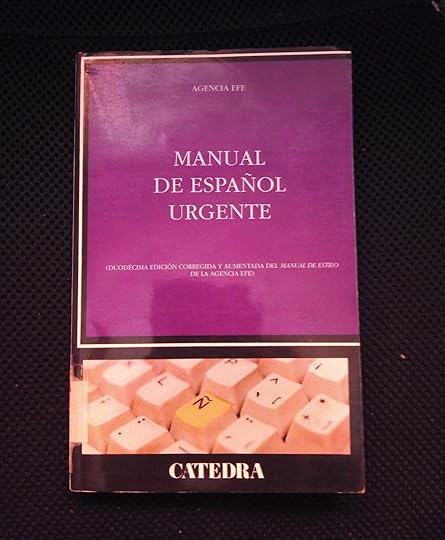 AGENCIA EFE
MANUAL
DE ESPAÑOL
URGENTE
(DUODÉCIMA EDICIÓN CORREGIDA Y AUMENTADA DEL MANUAL DE ESTILO
DE LA AGENCIA EFE)
Ñ
CATEDRA